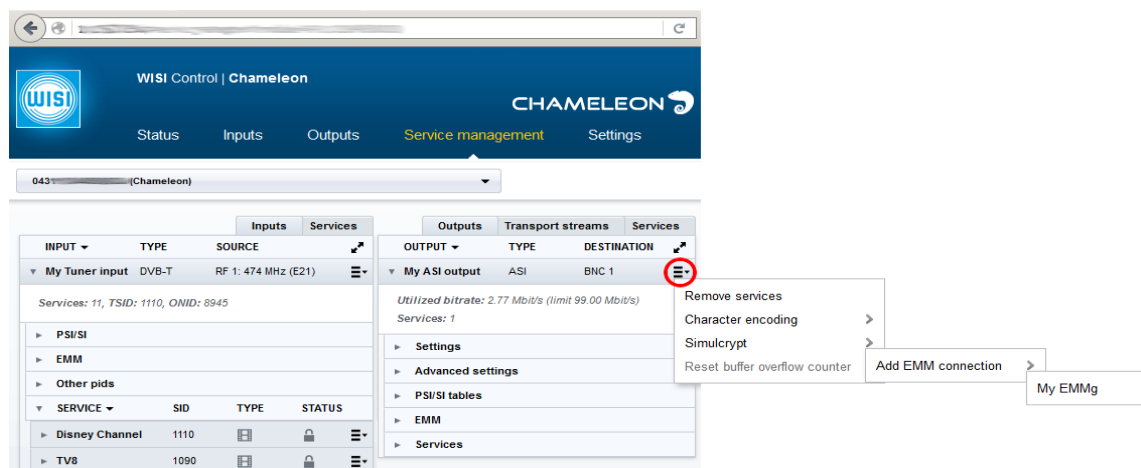 WISI
WISI Control | Chameleon
CHAMELEON
Status Inputs Outputs Service management Settings
(Chameleon)
Inputs Services
INPUT TYPE SOURCE
My Tuner input DVB-T RF 1: 474 MHz (E21)
Services: 11, TSID: 1110, ONID: 8945
PSI/SI
EMM
Other pids
SERVICE SID TYPE STATUS
Disney Channel 1110
TV8 1090
Outputs Transport streams Services
OUTPUT TYPE DESTINATION
My ASI output ASI BNC 1
Utilized bitrate: 2.77 Mbit/s (limit 99.00 Mbit/s)
Services: 1
Settings
Advanced settings
PSI/SI tables
EMM
Services
Remove services
Character encoding
Simulcrypt
Reset buffer overflow counter
Add EMM connection
My EMMg